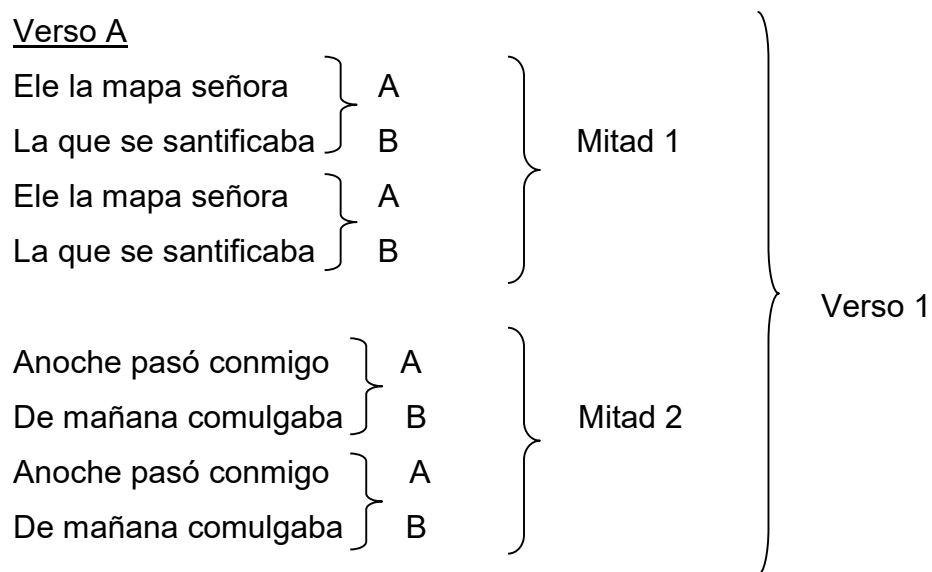 Verso A
Ele la mapa señora A
La que se santificaba B Mitad 1
Ele la mapa señora A
La que se santificaba B
Verso 1
Anoche pasó conmigo A
De mañana comulgaba B Mitad 2
Anoche pasó conmigo A
De mañana comulgaba B